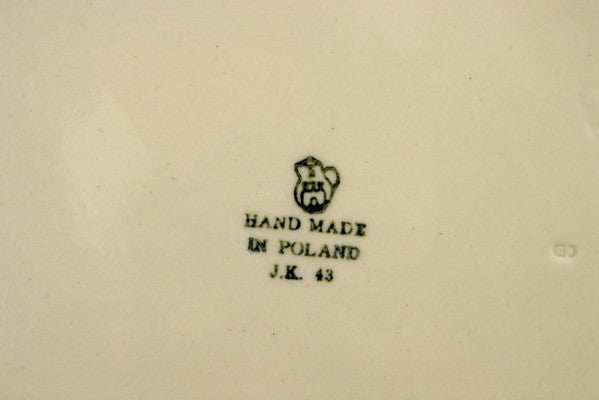 HAND MADE
IN POLAND
J.K. 43
G